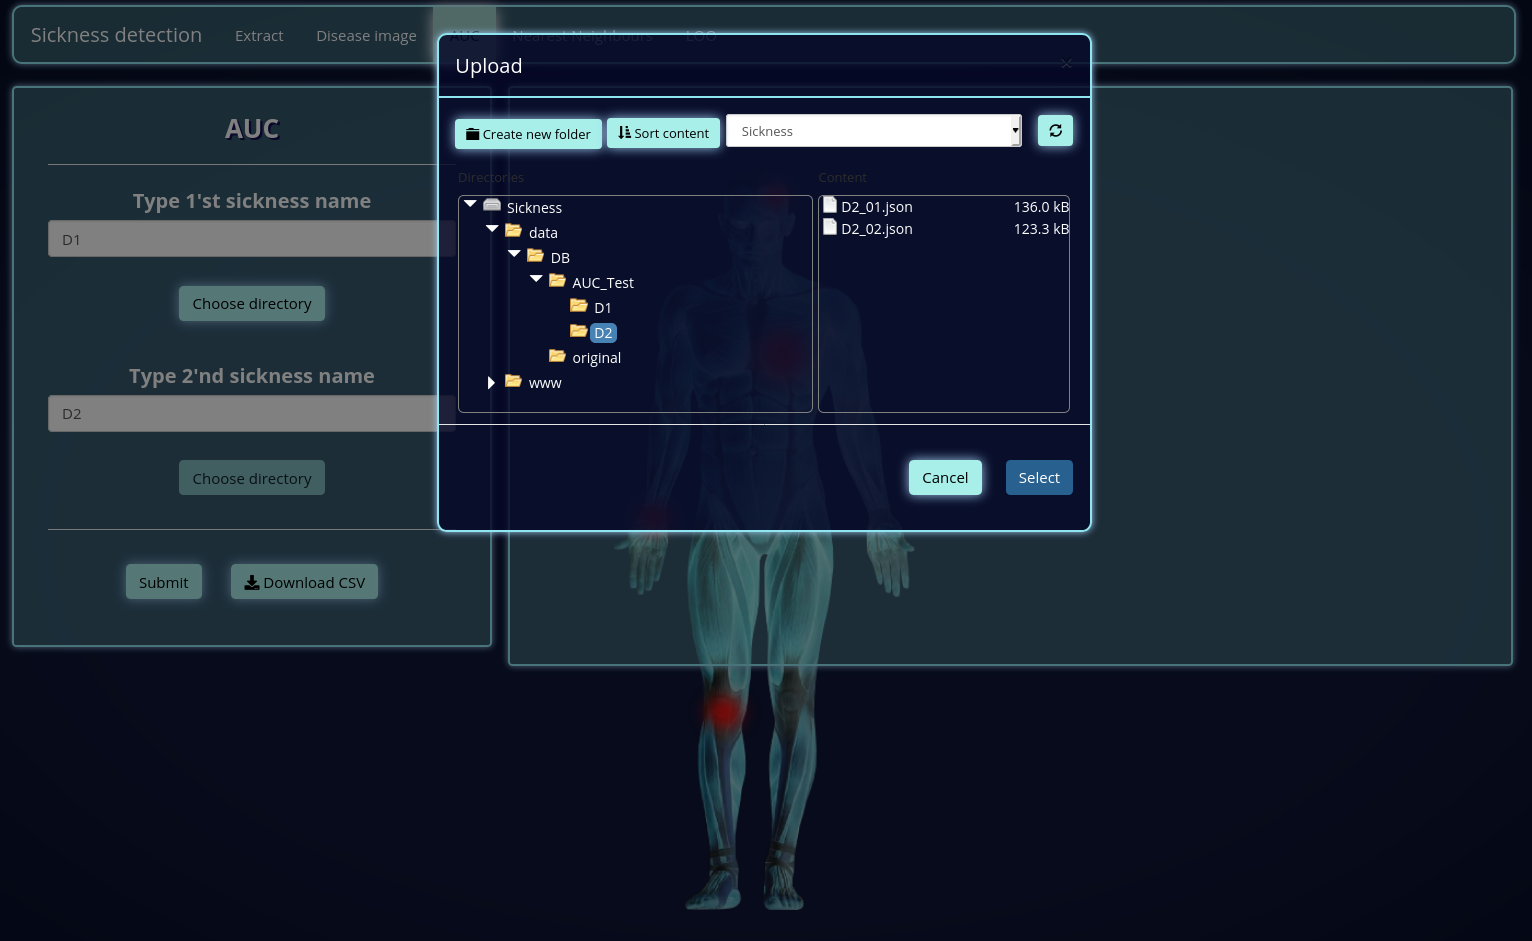 Sickness detection Extract Disease image AUC Nearest Neighbours LOO
Upload ×
Create new folder Sort content Sickness
Directories Content
Sickness
data
DB
AUC_Test
D1
D2
original
www
D2_01.json 136.0 kB
D2_02.json 123.3 kB
Cancel Select
AUC
Type 1'st sickness name
D1
Choose directory
Type 2'nd sickness name
D2
Choose directory
Submit Download CSV